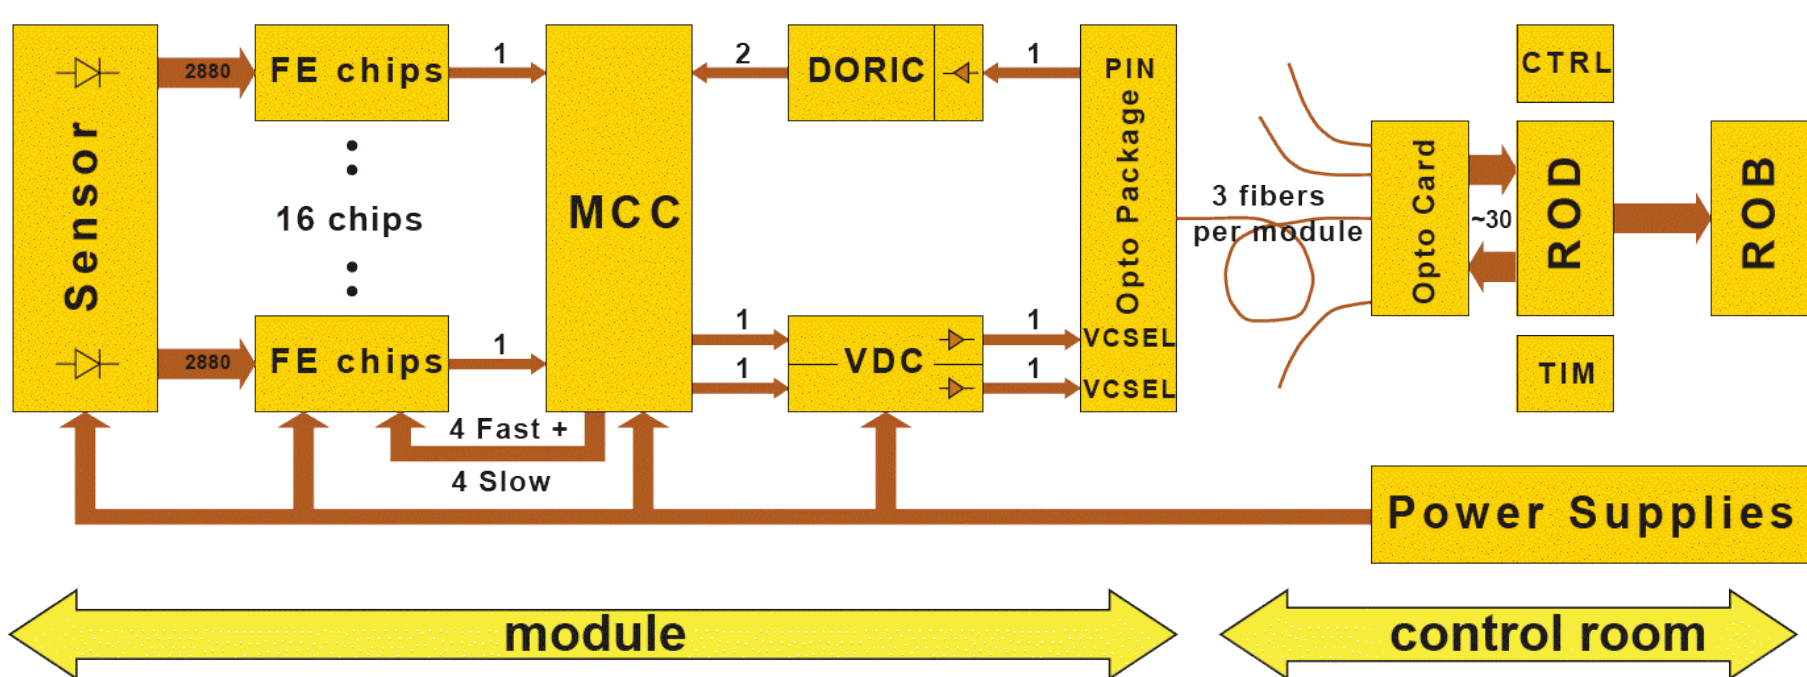 Sensor
2880
FE chips
1
16 chips
2880
FE chips
1
MCC
2
DORIC
1
PIN
Opto Package
1
VDC
1
VCSEL
1
1
VCSEL
4 Fast +
4 Slow
3 fibers
per module
Opto Card
~30
CTRL
ROD
TIM
ROB
Power Supplies
module
control room